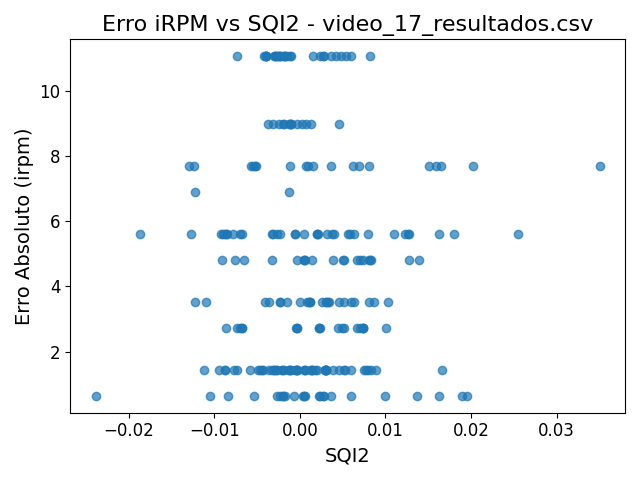 Erro iRPM vs SQI2 - video_17_resultados.csv
Erro Absoluto (irpm)
10
8
6
4
2
−0.02 −0.01 0.00 0.01 0.02 0.03
SQI2